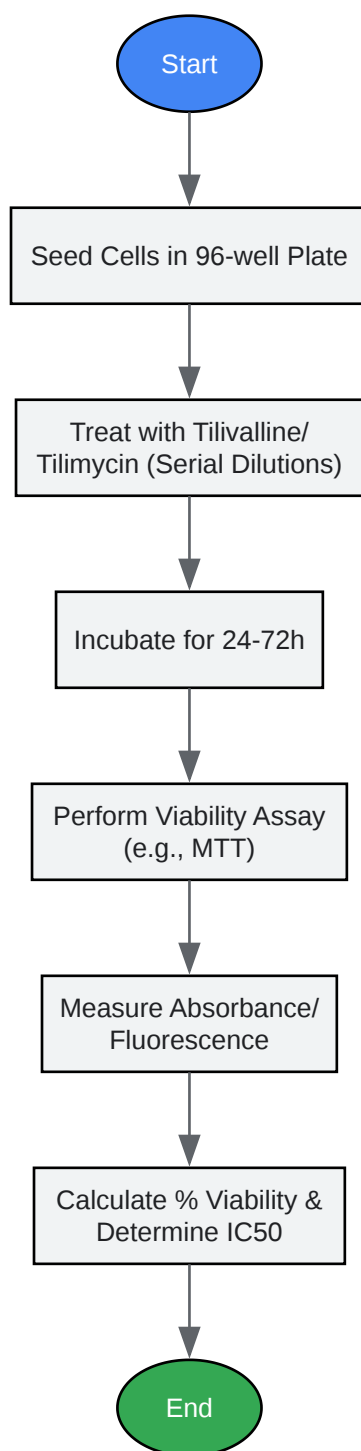 Start
Seed Cells in 96-well Plate
Treat with Tilivalline/
Tilimycin (Serial Dilutions)
Incubate for 24-72h
Perform Viability Assay
(e.g., MTT)
Measure Absorbance/
Fluorescence
Calculate % Viability &
Determine IC50
End